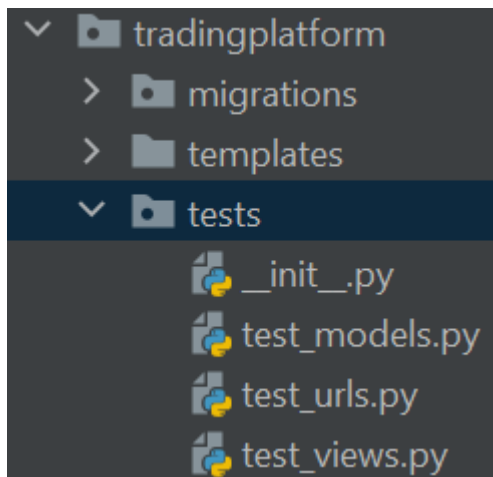 tradingplatform
migrations
templates
tests
__init__.py
test_models.py
test_urls.py
test_views.py